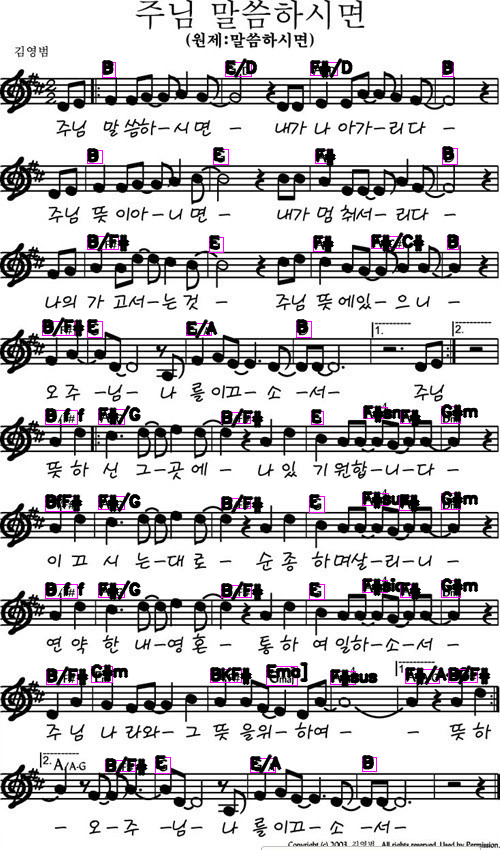 주님 말씀하시면
(원제:말씀하시면)
김영범
B E/D F#/D B
주님 말 씀하-시 면 - 내가 나 아가-리 다 -
B E F# B
주님 뜻 이아-니 면 - 내가 멈 춰서-리다 -
B/F# E F# F#/C# B
나의 가 고서-는 것 - 주님 뜻에있-으 니 -
B/F# E E/A B 1. 2.
오 주 - 님- 나 를 이끄- 소 - 서- 주님
F#/G B/F# E G#m
뜻 하 신 그-곳 에 - 나 있 기 원합-니-다 -
F#/G B/F# E G#m
이 끄 시 는-대 로 - 순 종 하 며살-리-니 -
F#/G B/F# E G#m
연 약 한 내-영 혼 - 통 하 여 일하-소-서 -
B/F# G#m F#sus 1. F#/A B/F#
주 님 나 라와-그 뜻 을위-하여 - - 뜻 하
2. A/A-G B/F# E/A B
- 오-주 -님- 나 를 이끄- 소 -서-
Copyright (c) 2003. 김영범. All rights reserved. Used by Permission